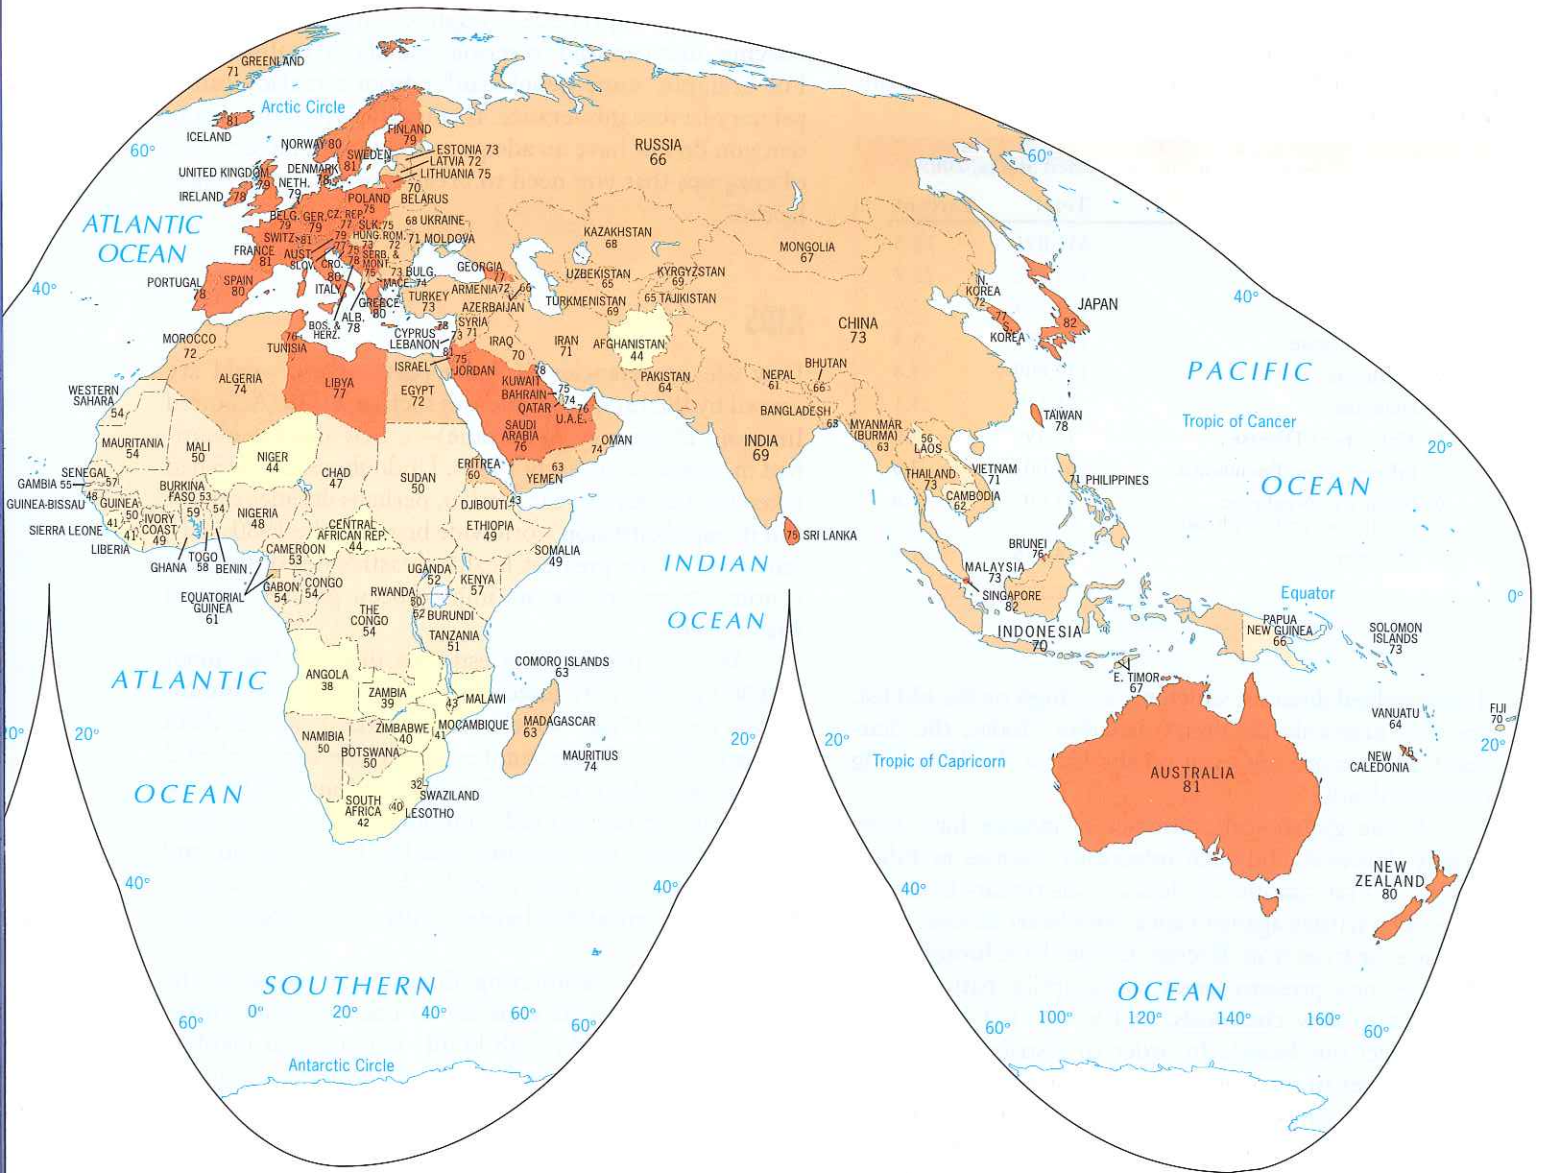 GREENLAND
71
Arctic Circle
ICELAND
81
60°
NORWAY 80
FINLAND
79
SWEDEN
81
ESTONIA 73
LATVIA 72
LITHUANIA 75
RUSSIA
66
60°
UNITED KINGDOM
79
DENMARK
78
NETH.
79
IRELAND
78
70
BELARUS
POLAND
75
ATLANTIC
OCEAN
BELG.
79
GER.
79
CZ. REP.
77
SLK. 75
68 UKRAINE
SWITZ.
81
AUST.
79
HUNG.
73
ROM.
72
71 MOLDOVA
FRANCE
81
SLOV.
77
CRO.
75
SERB. &
MONT.
75
73 BULG.
MACE. 74
KAZAKHSTAN
68
MONGOLIA
67
GEORGIA
77
UZBEKISTAN
65
KYRGYZSTAN
69
PORTUGAL
78
SPAIN
80
ITALY
80
GREECE
80
TURKEY
73
ARMENIA 72
66
AZERBAIJAN
TURKMENISTAN
69
65 TAJIKISTAN
N.
KOREA
72
77
S.
KOREA
JAPAN
82
40°
40°
BOS. &
HERZ.
78
ALB.
78
CYPRUS
78
LEBANON
73
SYRIA
71
MOROCCO
72
76
TUNISIA
IRAQ
70
IRAN
71
AFGHANISTAN
44
CHINA
73
ISRAEL
81
75
JORDAN
PACIFIC
ALGERIA
74
LIBYA
77
EGYPT
72
KUWAIT
78
BAHRAIN
75
QATAR
74
76
U.A.E.
PAKISTAN
64
NEPAL
61
BHUTAN
66
WESTERN
SAHARA
54
SAUDI
ARABIA
76
BANGLADESH
63
TAIWAN
78
Tropic of Cancer
MAURITANIA
54
MALI
50
NIGER
44
OMAN
74
INDIA
69
MYANMAR
(BURMA)
63
56
LAOS
20°
SENEGAL
57
GAMBIA 55
CHAD
47
SUDAN
50
ERITREA
60
63
YEMEN
THAILAND
73
VIETNAM
71
71 PHILIPPINES
OCEAN
GUINEA-BISSAU
48
BURKINA
FASO 53
DJIBOUTI
43
CAMBODIA
62
GUINEA
50
59
54
NIGERIA
48
SIERRA LEONE
41
IVORY
COAST
49
CENTRAL
AFRICAN REP.
44
ETHIOPIA
49
75 SRI LANKA
LIBERIA
41
CAMEROON
53
SOMALIA
49
BRUNEI
76
GHANA
TOGO
58
BENIN
UGANDA
52
INDIAN
MALAYSIA
73
EQUATORIAL
GUINEA
61
GABON
54
CONGO
54
RWANDA
KENYA
57
SINGAPORE
82
Equator
0°
THE
CONGO
54
52
BURUNDI
OCEAN
INDONESIA
70
PAPUA
NEW GUINEA
66
SOLOMON
ISLANDS
73
TANZANIA
51
ATLANTIC
ANGOLA
38
COMORO ISLANDS
63
E. TIMOR
67
ZAMBIA
39
43
MALAWI
VANUATU
64
FIJI
70
20°
NAMIBIA
50
ZIMBABWE
40
MOÇAMBIQUE
41
MADAGASCAR
63
20°
20°
20°
BOTSWANA
50
MAURITIUS
74
Tropic of Capricorn
75
NEW
CALEDONIA
OCEAN
AUSTRALIA
81
32
SWAZILAND
SOUTH
AFRICA
42
40
LESOTHO
40°
40°
40°
NEW
ZEALAND
80
SOUTHERN
OCEAN
60°
0°
20°
40°
60°
60°
60°
100°
120°
140°
160°
60°
Antarctic Circle